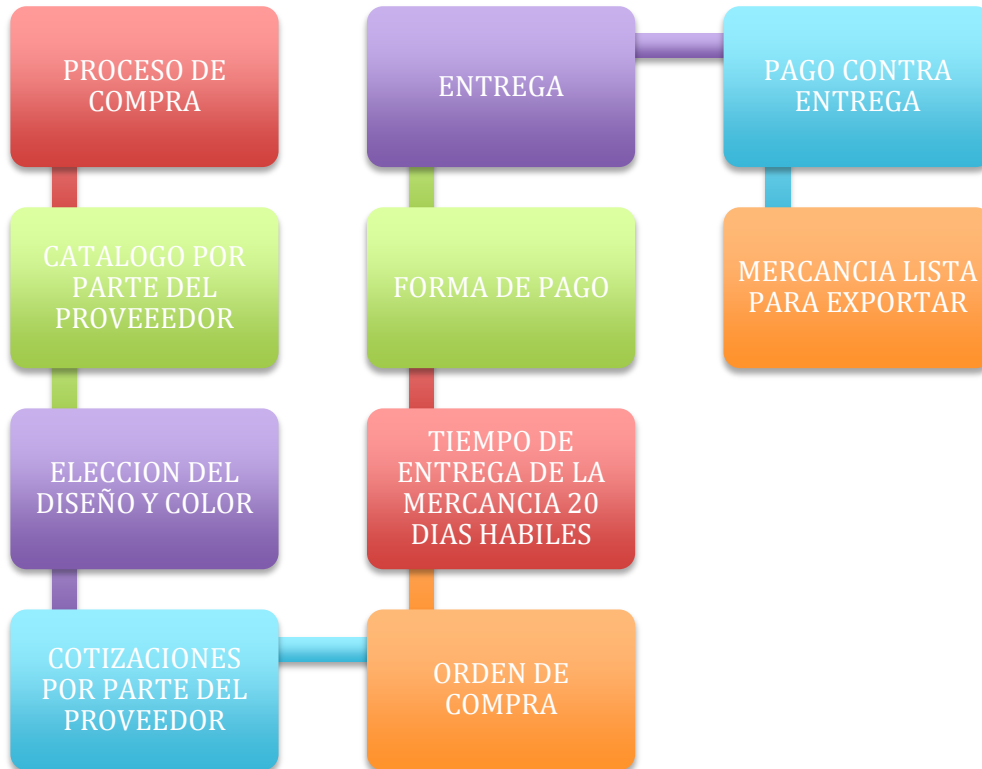 PROCESO DE
COMPRA
CATALOGO POR
PARTE DEL
PROVEEEDOR
ELECCION DEL
DISEÑO Y COLOR
COTIZACIONES
POR PARTE DEL
PROVEEDOR
ORDEN DE
COMPRA
TIEMPO DE
ENTREGA DE LA
MERCANCIA 20
DIAS HABILES
FORMA DE PAGO
ENTREGA
PAGO CONTRA
ENTREGA
MERCANCIA LISTA
PARA EXPORTAR